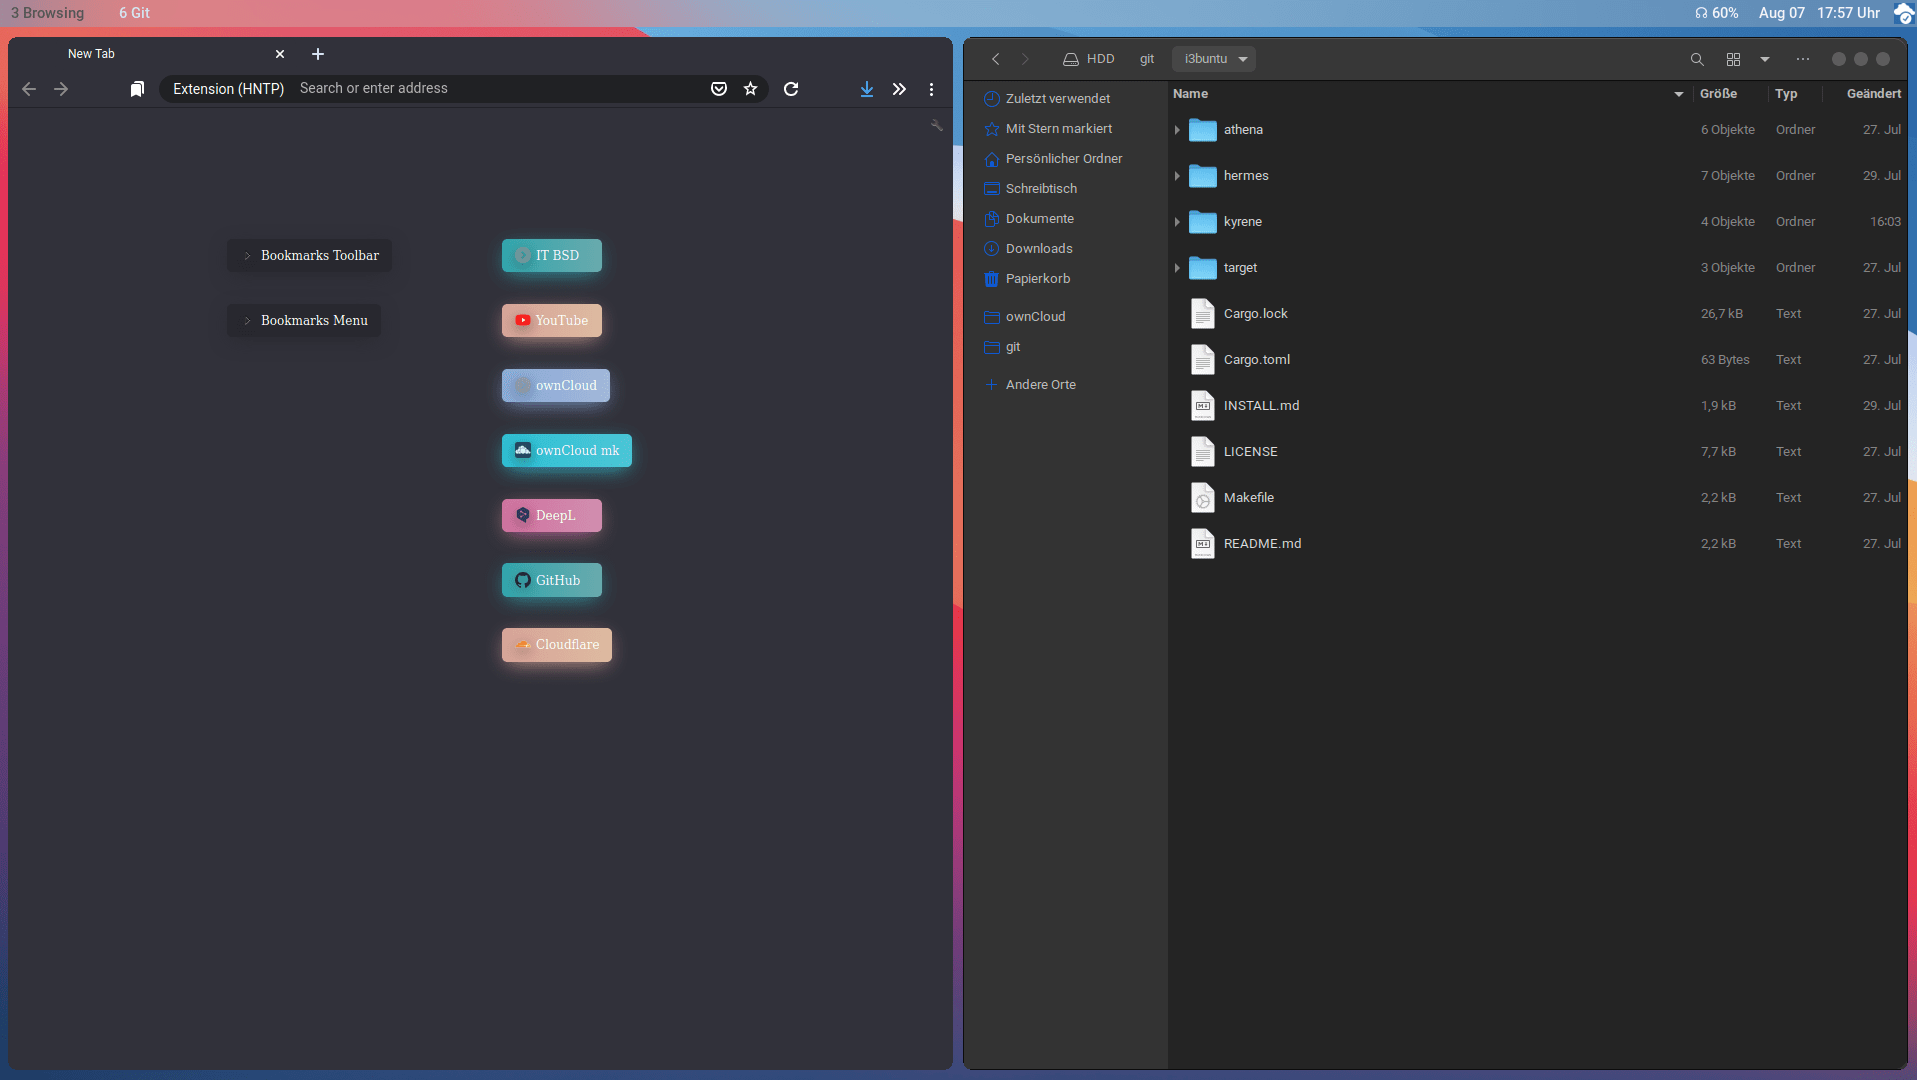 3 Browsing 6 Git 60% Aug 07 17:57 Uhr
New Tab
Extension (HNTP) Search or enter address
Bookmarks Toolbar
Bookmarks Menu
IT BSD
YouTube
ownCloud
ownCloud mk
DeepL
GitHub
Cloudflare
HDD git i3buntu
Zuletzt verwendet
Mit Stern markiert
Persönlicher Ordner
Schreibtisch
Dokumente
Downloads
Papierkorb
ownCloud
git
Andere Orte
Name Größe Typ Geändert
athena 6 Objekte Ordner 27. Jul
hermes 7 Objekte Ordner 29. Jul
kyrene 4 Objekte Ordner 16:03
target 3 Objekte Ordner 27. Jul
Cargo.lock 26,7 kB Text 27. Jul
Cargo.toml 63 Bytes Text 27. Jul
INSTALL.md 1,9 kB Text 29. Jul
LICENSE 7,7 kB Text 27. Jul
Makefile 2,2 kB Text 27. Jul
README.md 2,2 kB Text 27. Jul